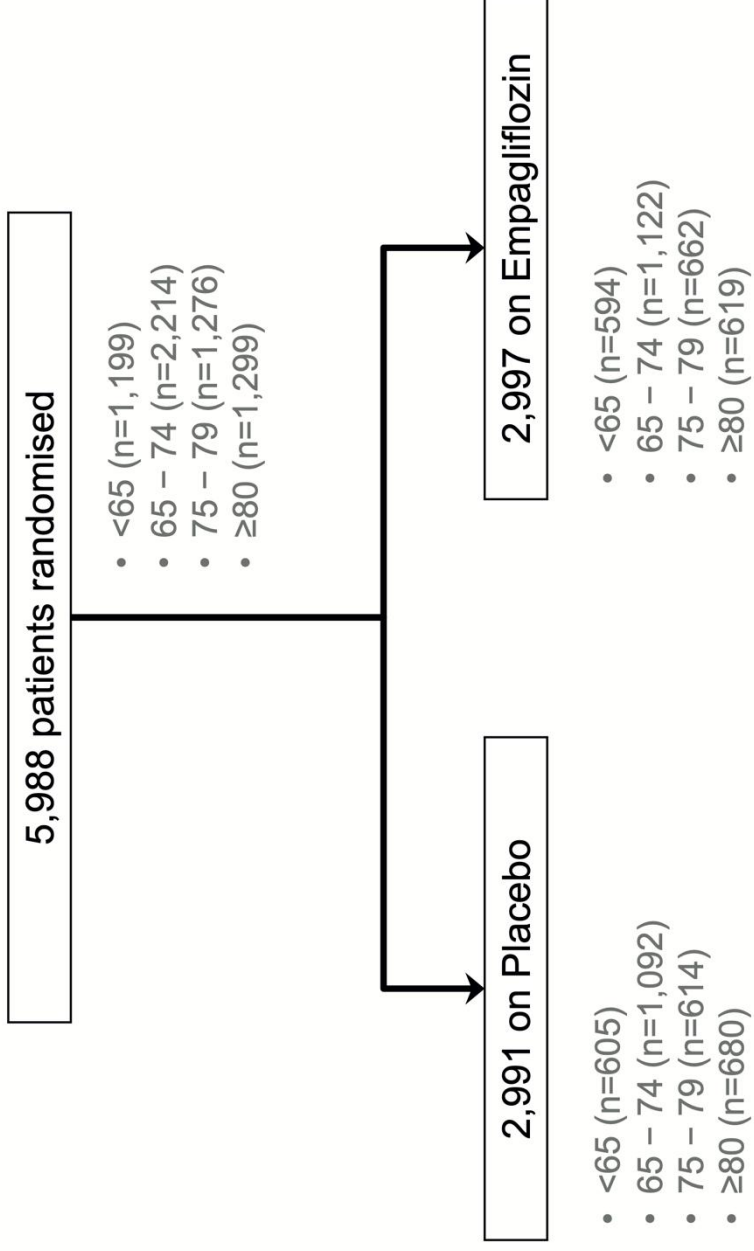 5,988 patients randomised
• <65 (n=1,199)
• 65 – 74 (n=2,214)
• 75 – 79 (n=1,276)
• ≥80 (n=1,299)
2,991 on Placebo
• <65 (n=605)
• 65 – 74 (n=1,092)
• 75 – 79 (n=614)
• ≥80 (n=680)
2,997 on Empagliflozin
• <65 (n=594)
• 65 – 74 (n=1,122)
• 75 – 79 (n=662)
• ≥80 (n=619)